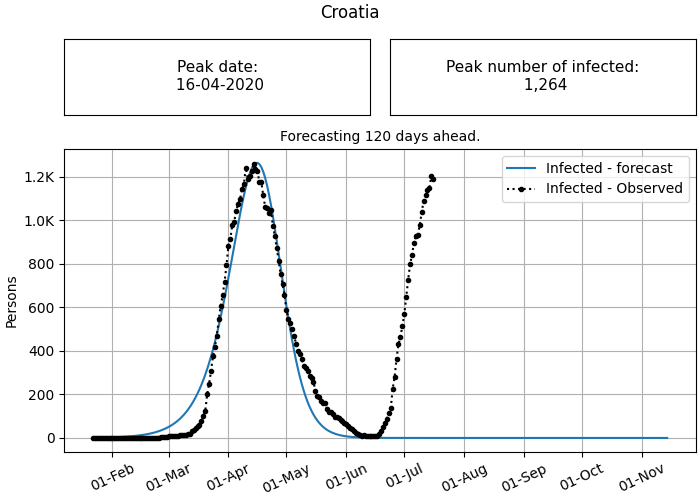 Croatia
Peak date:
16-04-2020
Peak number of infected:
1,264
Forecasting 120 days ahead.
Infected - forecast
Infected - Observed
1.2K
1.0K
800
600
400
200
0
Persons
01-Feb
01-Mar
01-Apr
01-May
01-Jun
01-Jul
01-Aug
01-Sep
01-Oct
01-Nov